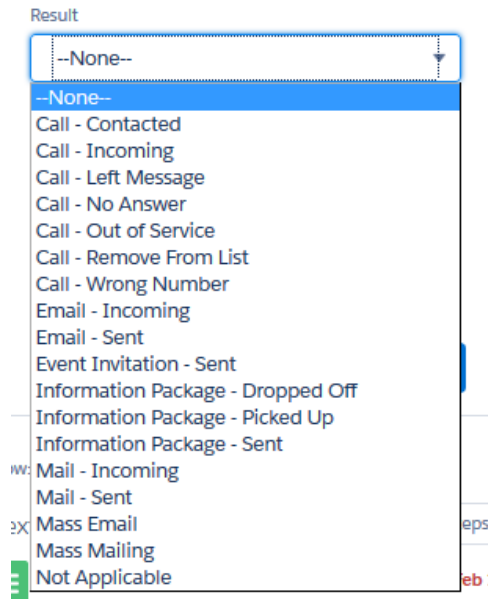 Result
--None--
--None--
Call - Contacted
Call - Incoming
Call - Left Message
Call - No Answer
Call - Out of Service
Call - Remove From List
Call - Wrong Number
Email - Incoming
Email - Sent
Event Invitation - Sent
Information Package - Dropped Off
Information Package - Picked Up
Information Package - Sent
Mail - Incoming
Mail - Sent
Mass Email
Mass Mailing
Not Applicable